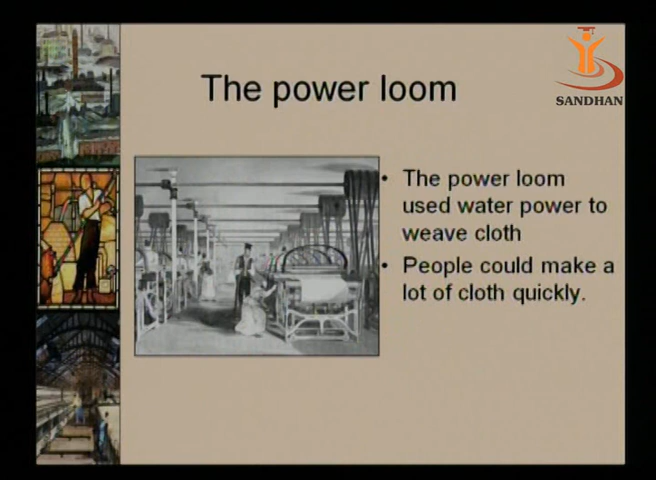 SANDHAN
The power loom
• The power loom
used water power to
weave cloth
• People could make a
lot of cloth quickly.